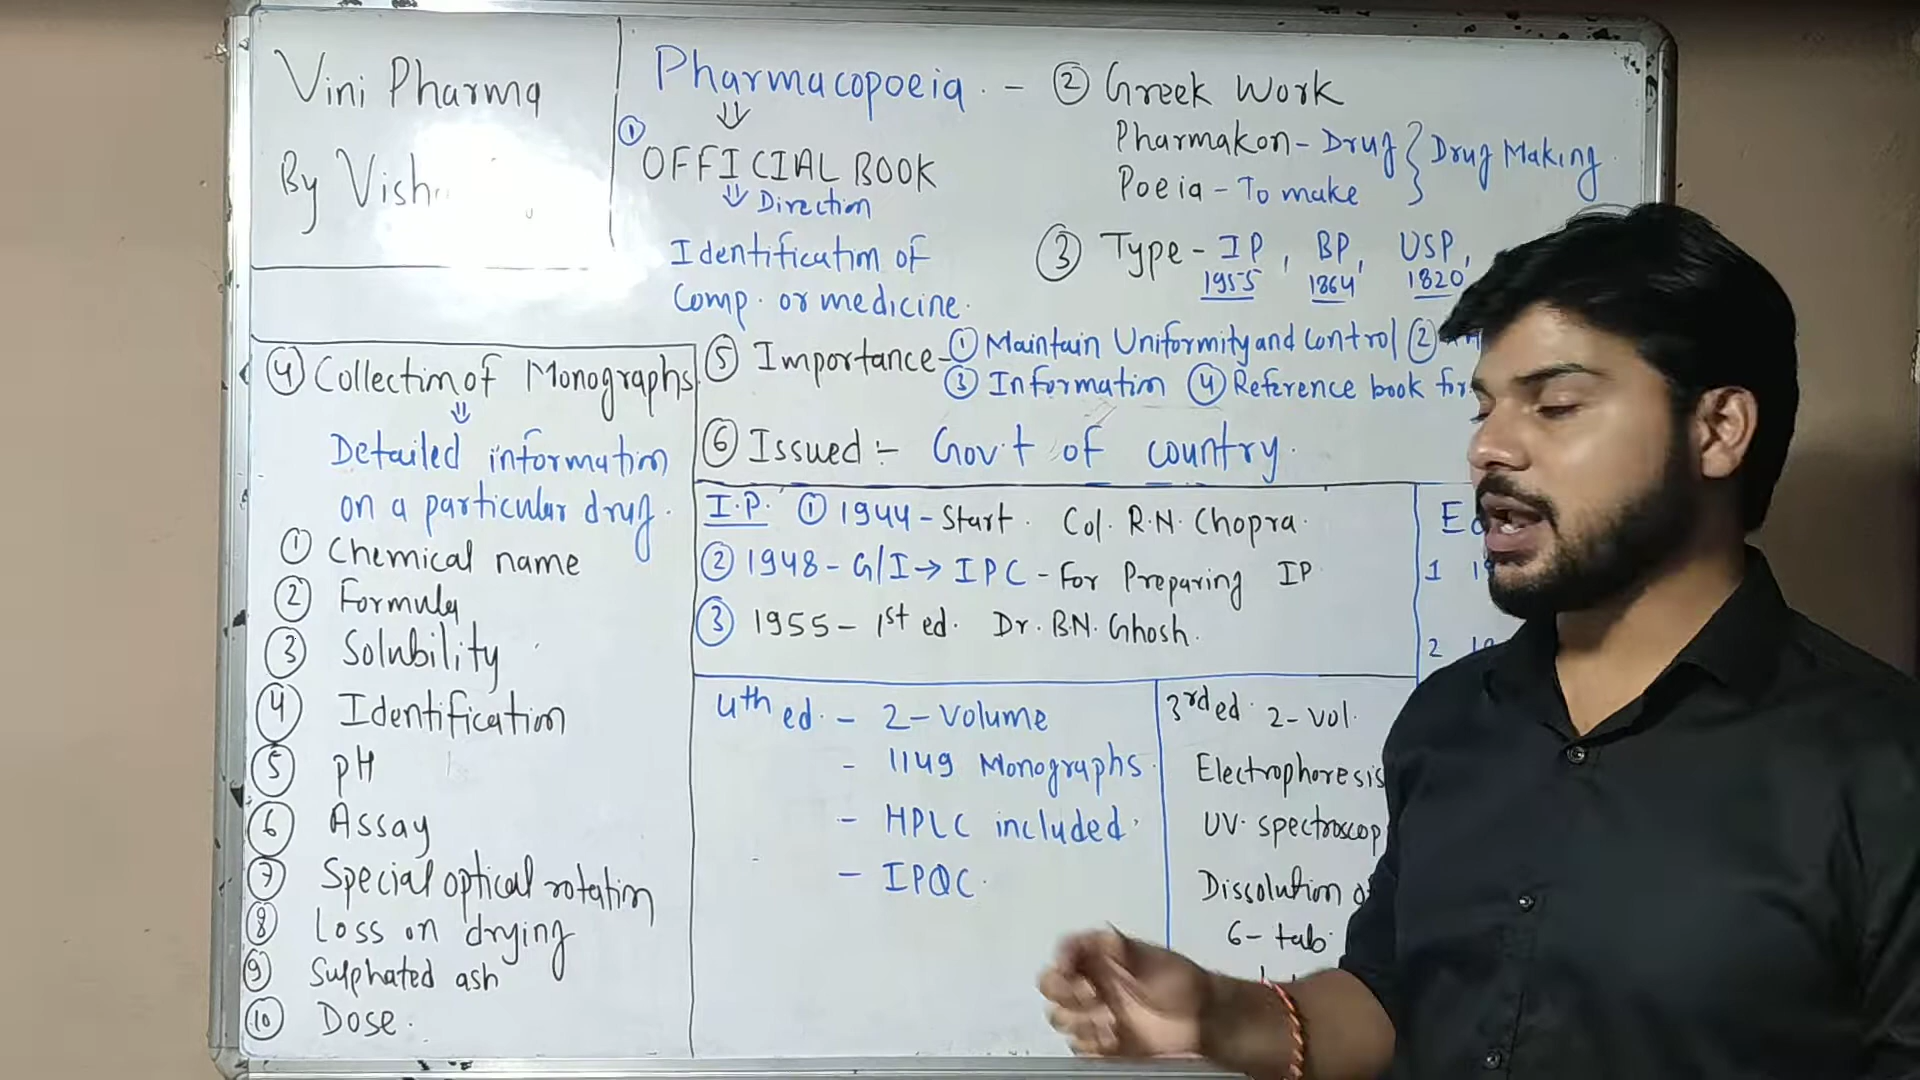 Vini Pharma
By
Pharmacopoeia. - ② Greek Work
⇓
① OFFICIAL BOOK
⇓ Direction
Identification of
Comp. or medicine.
Pharmakon - Drug } Drug Making
Poeia - To make
③ Type - IP, BP, USP,
1955 1864 1820
④ Collection of Monographs
⇓
Detailed information
on a particular drug.
① Chemical name
② Formula
③ Solubility
④ Identification
⑤ pH
⑥ Assay
⑦ Special optical rotation
⑧ Loss on drying
⑨ Sulphated ash
⑩ Dose.
⑤ Importance - ① Maintain Uniformity and control ②
③ Information ④ Reference book for
⑥ Issued :- Gov't of country.
I.P. ① 1944 - Start. Col. R.N. Chopra.
② 1948 - G/I → IPC - For Preparing IP
③ 1955 - 1st ed. Dr. B.N. Ghosh.
1
2
4th ed. - 2 - Volume
- 1149 Monographs.
- HPLC included.
- IPQC.
3rd ed. 2-vol.
Electrophoresis
UV. spectroscop
Dissolution
6- tab.